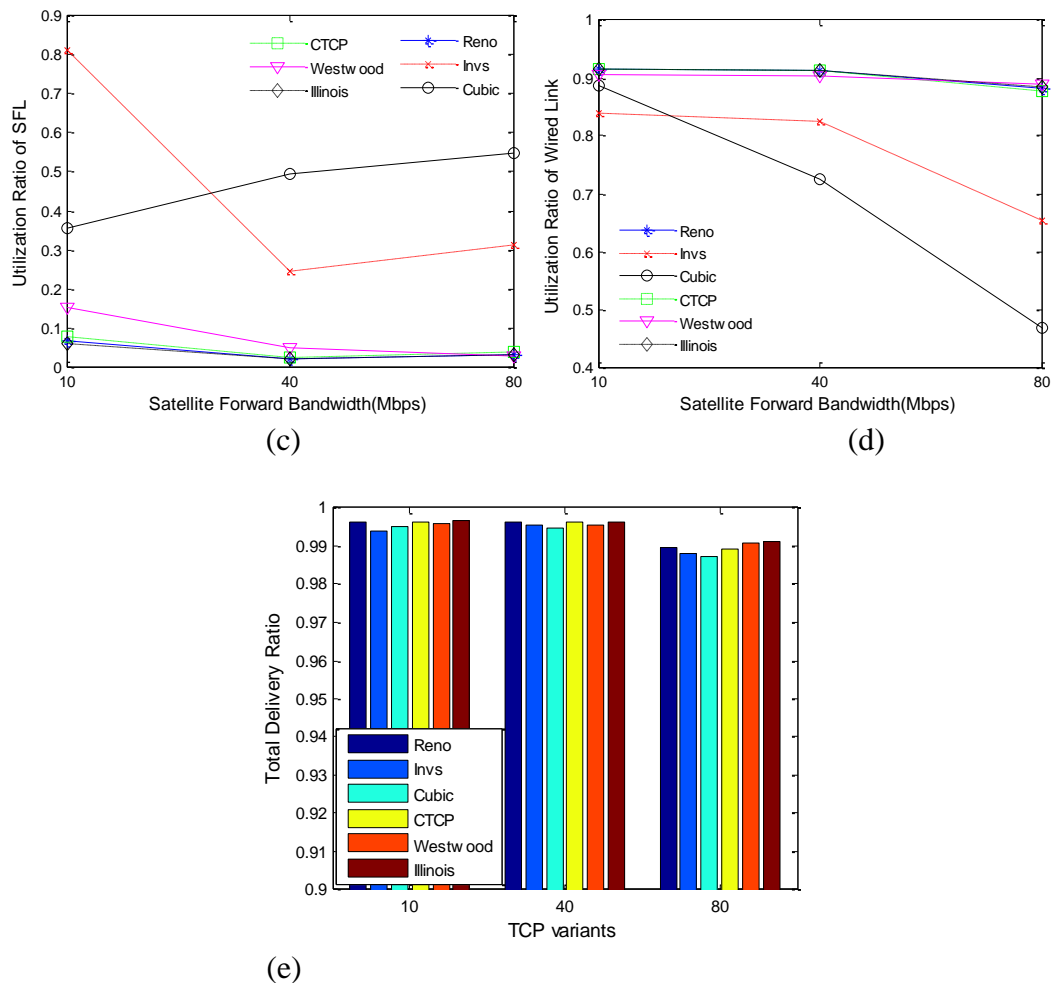 1
0.9
0.8
0.7
0.6
0.5
0.4
0.3
0.2
0.1
0
Utilization Ratio of SFL
CTCP
Westwood
Illinois
Reno
Invs
Cubic
10
40
80
Satellite Forward Bandwidth(Mbps)
(c)
1
0.9
0.8
0.7
0.6
0.5
0.4
Utilization Ratio of Wired Link
Reno
Invs
Cubic
CTCP
Westwood
Illinois
10
40
80
Satellite Forward Bandwidth(Mbps)
(d)
1
0.99
0.98
0.97
0.96
0.95
0.94
0.93
0.92
0.91
0.9
Total Delivery Ratio
Reno
Invs
Cubic
CTCP
Westwood
Illinois
10
40
80
TCP variants
(e)